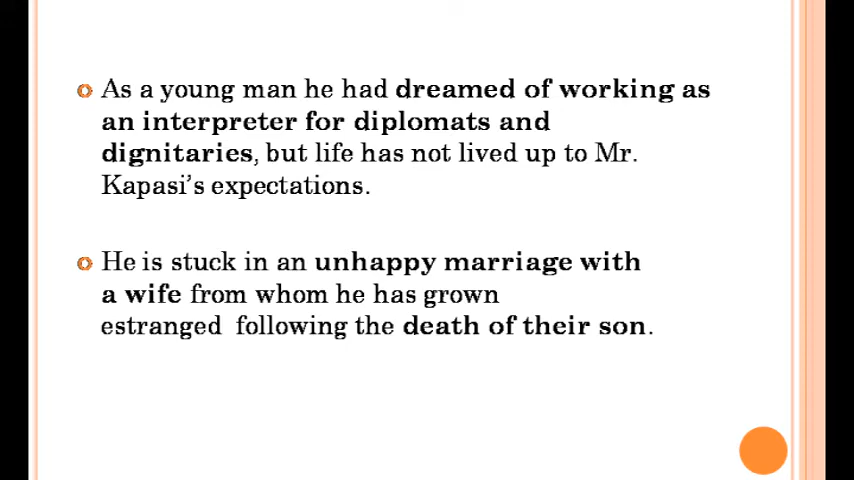 As a young man he had dreamed of working as
an interpreter for diplomats and
dignitaries, but life has not lived up to Mr.
Kapasi's expectations.
He is stuck in an unhappy marriage with
a wife from whom he has grown
estranged following the death of their son.